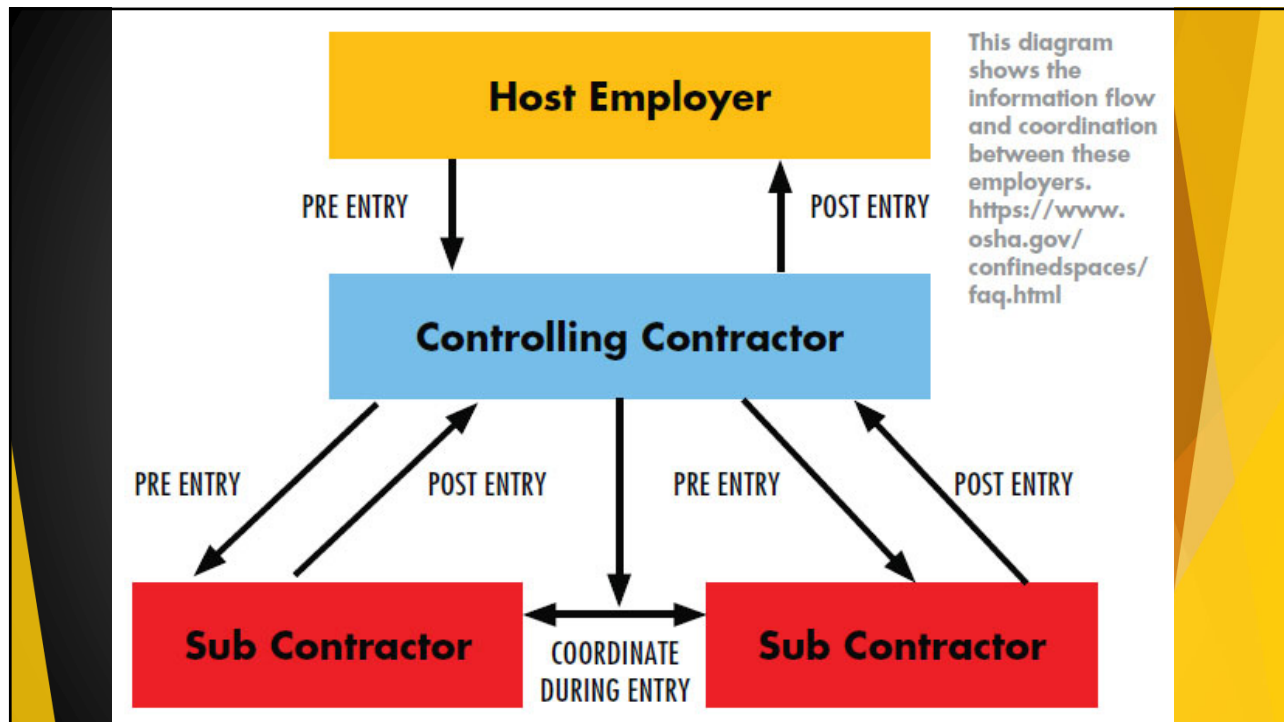 Host Employer
This diagram
shows the
information flow
and coordination
between these
employers.
https://www.
osha.gov/
confinedspaces/
faq.html
PRE ENTRY
POST ENTRY
Controlling Contractor
PRE ENTRY
POST ENTRY
PRE ENTRY
POST ENTRY
Sub Contractor
COORDINATE
DURING ENTRY
Sub Contractor